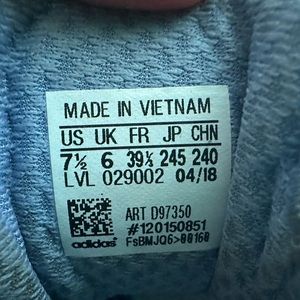 MADE IN VIETNAM
US UK FR JP CHN
7½ 6 39⅓ 245 240
LVL 029002 04/18
ART D97350
#120150851
adidas FsBMJQ6>00160